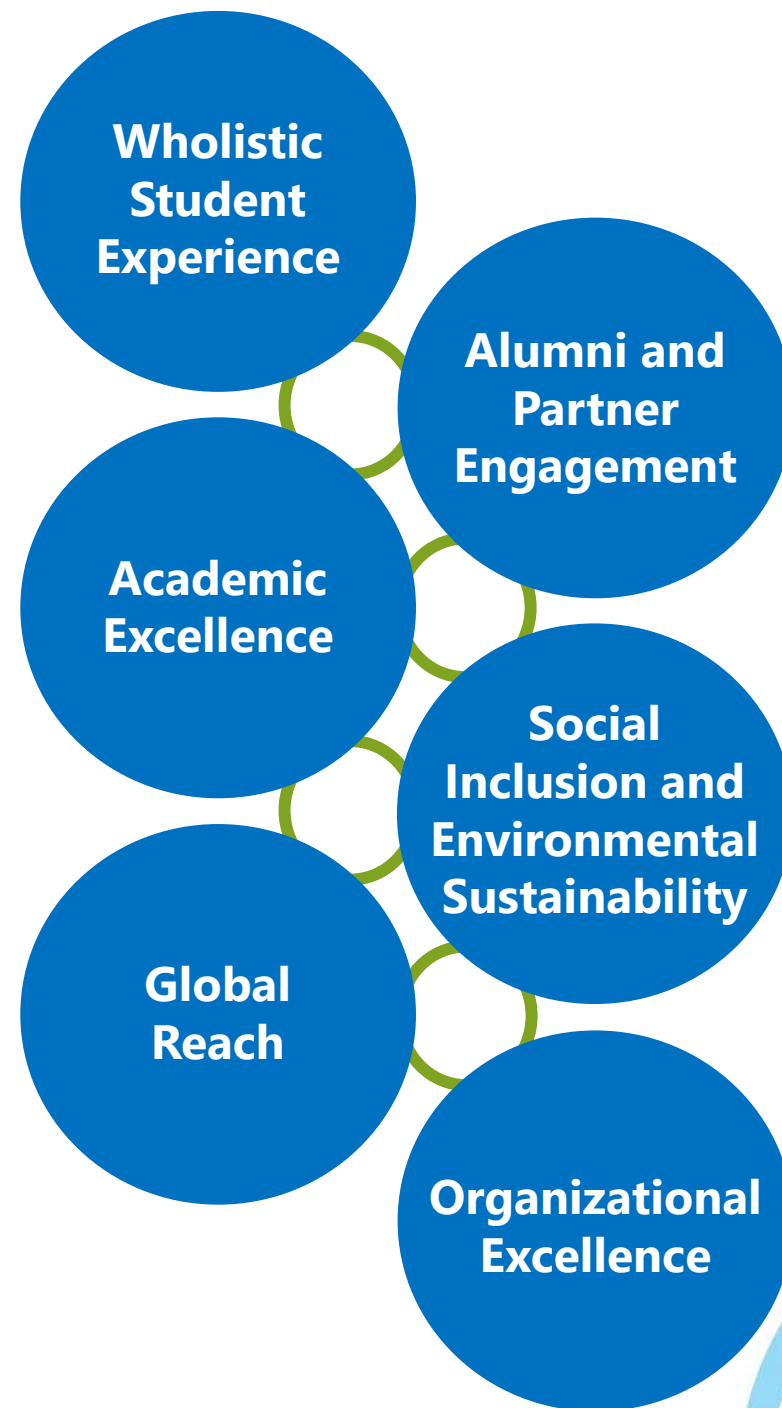 Wholistic
Student
Experience
Alumni and
Partner
Engagement
Academic
Excellence
Social
Inclusion and
Environmental
Sustainability
Global
Reach
Organizational
Excellence